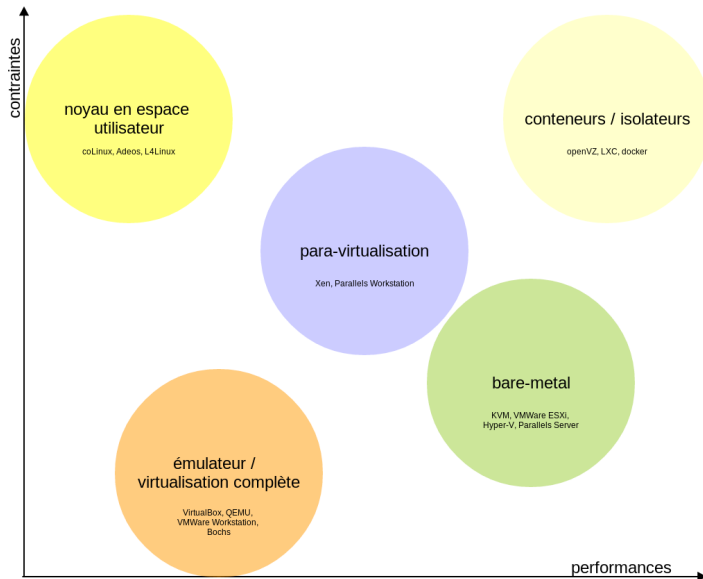 contraintes
noyau en espace
utilisateur
coLinux, Adeos, L4Linux
conteneurs / isolateurs
openVZ, LXC, docker
para-virtualisation
Xen, Parallels Workstation
bare-metal
KVM, VMWare ESXi,
Hyper-V, Parallels Server
émulateur /
virtualisation complète
VirtualBox, QEMU,
VMWare Workstation,
Bochs
performances